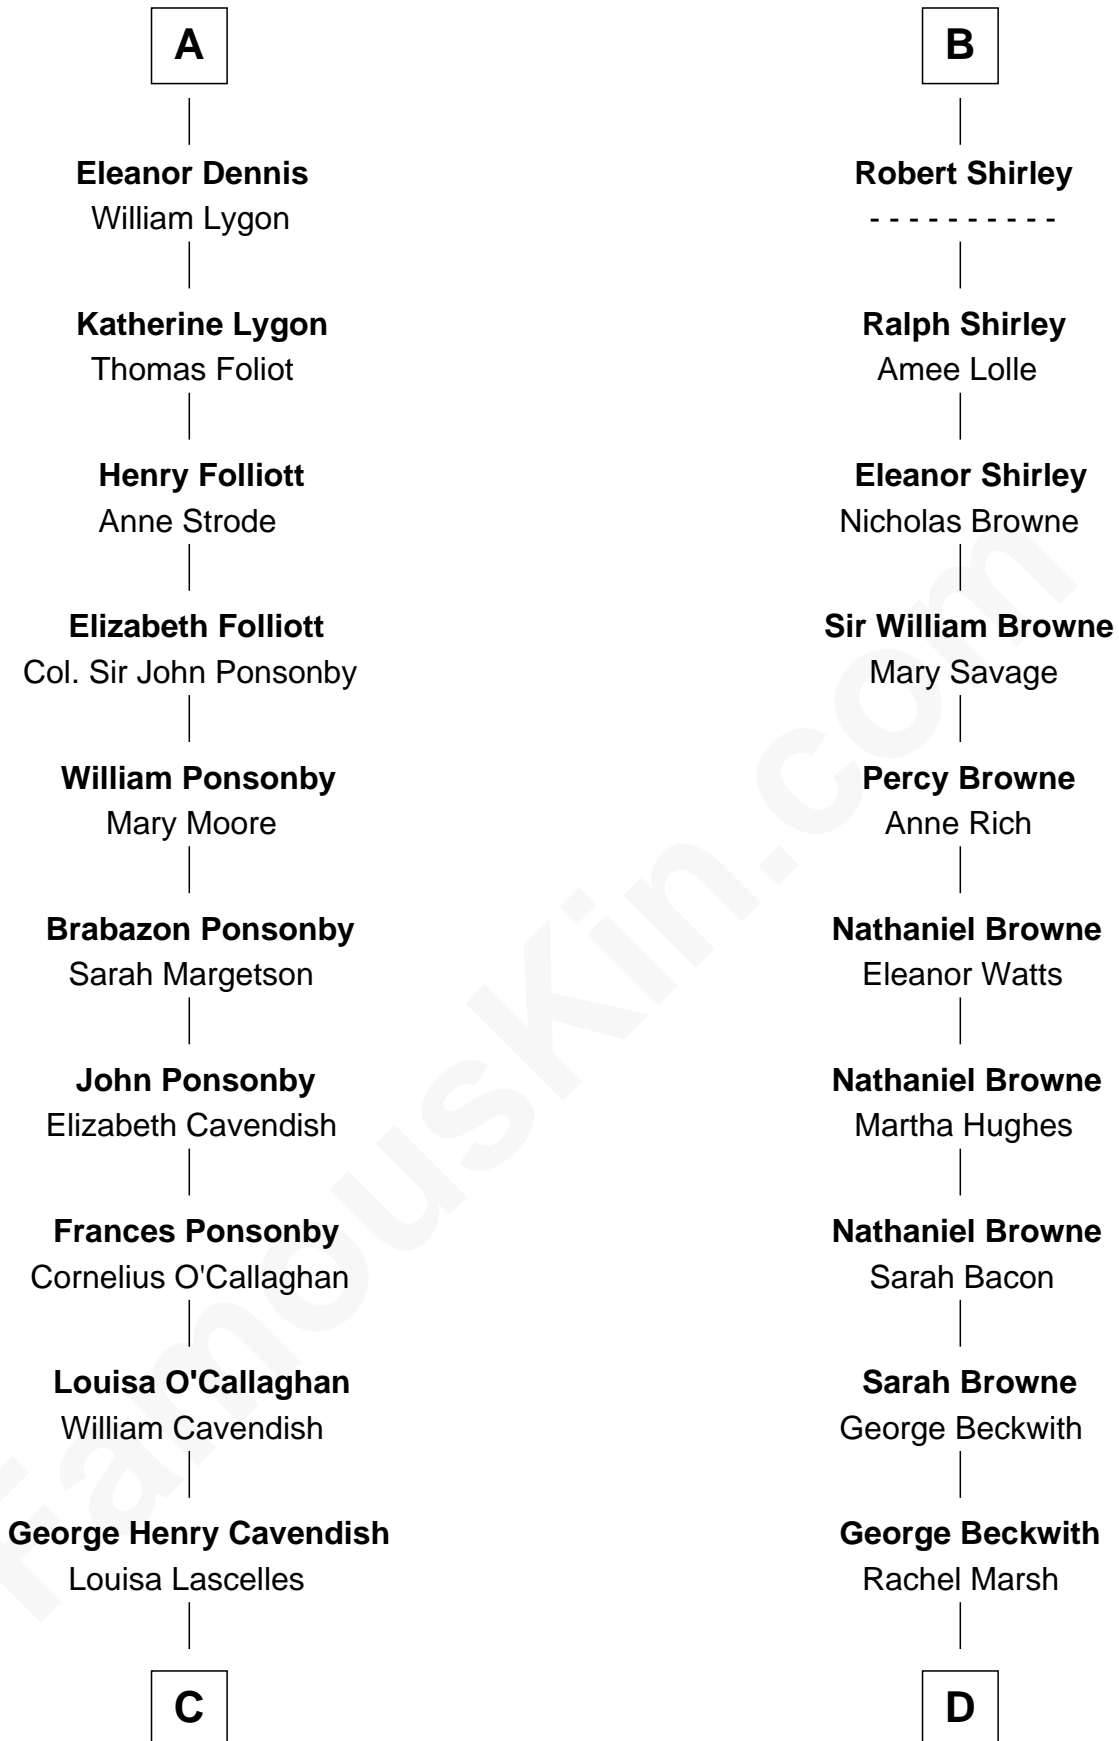 A
Eleanor Dennis
William Lygon
Katherine Lygon
Thomas Foliot
Henry Folliott
Anne Strode
Elizabeth Folliott
Col. Sir John Ponsonby
William Ponsonby
Mary Moore
Brabazon Ponsonby
Sarah Margetson
John Ponsonby
Elizabeth Cavendish
Frances Ponsonby
Cornelius O'Callaghan
Louisa O'Callaghan
William Cavendish
George Henry Cavendish
Louisa Lascelles
C
B
Robert Shirley
- - - - - - - - - -
Ralph Shirley
Amee Lolle
Eleanor Shirley
Nicholas Browne
Sir William Browne
Mary Savage
Percy Browne
Anne Rich
Nathaniel Browne
Eleanor Watts
Nathaniel Browne
Martha Hughes
Nathaniel Browne
Sarah Bacon
Sarah Browne
George Beckwith
George Beckwith
Rachel Marsh
D
FamousKin.com